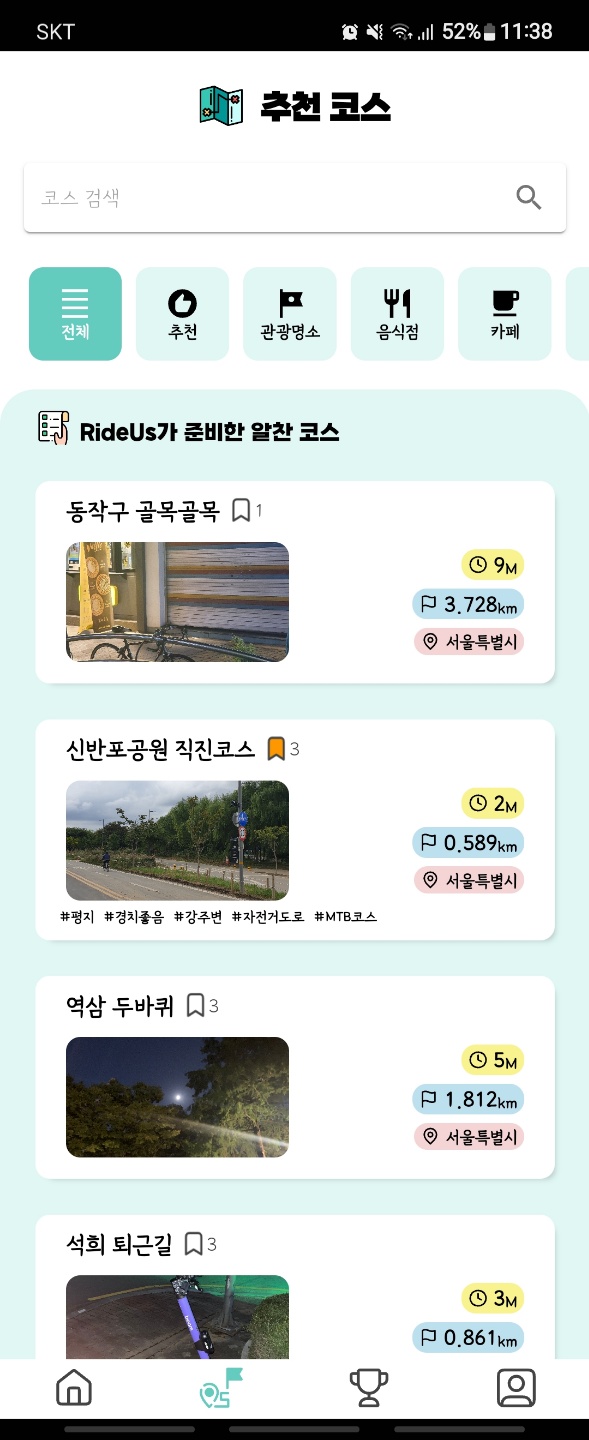 SKT 52% 11:38
추천 코스
코스 검색
전체 추천 관광명소 음식점 카페
RideUs가 준비한 알찬 코스
동작구 골목골목 1
9M
3.728km
서울특별시
신반포공원 직진코스 3
2M
0.589km
서울특별시
#평지 #경치좋음 #강주변 #자전거도로 #MTB코스
역삼 두바퀴 3
5M
1.812km
서울특별시
석희 퇴근길 3
3M
0.861km